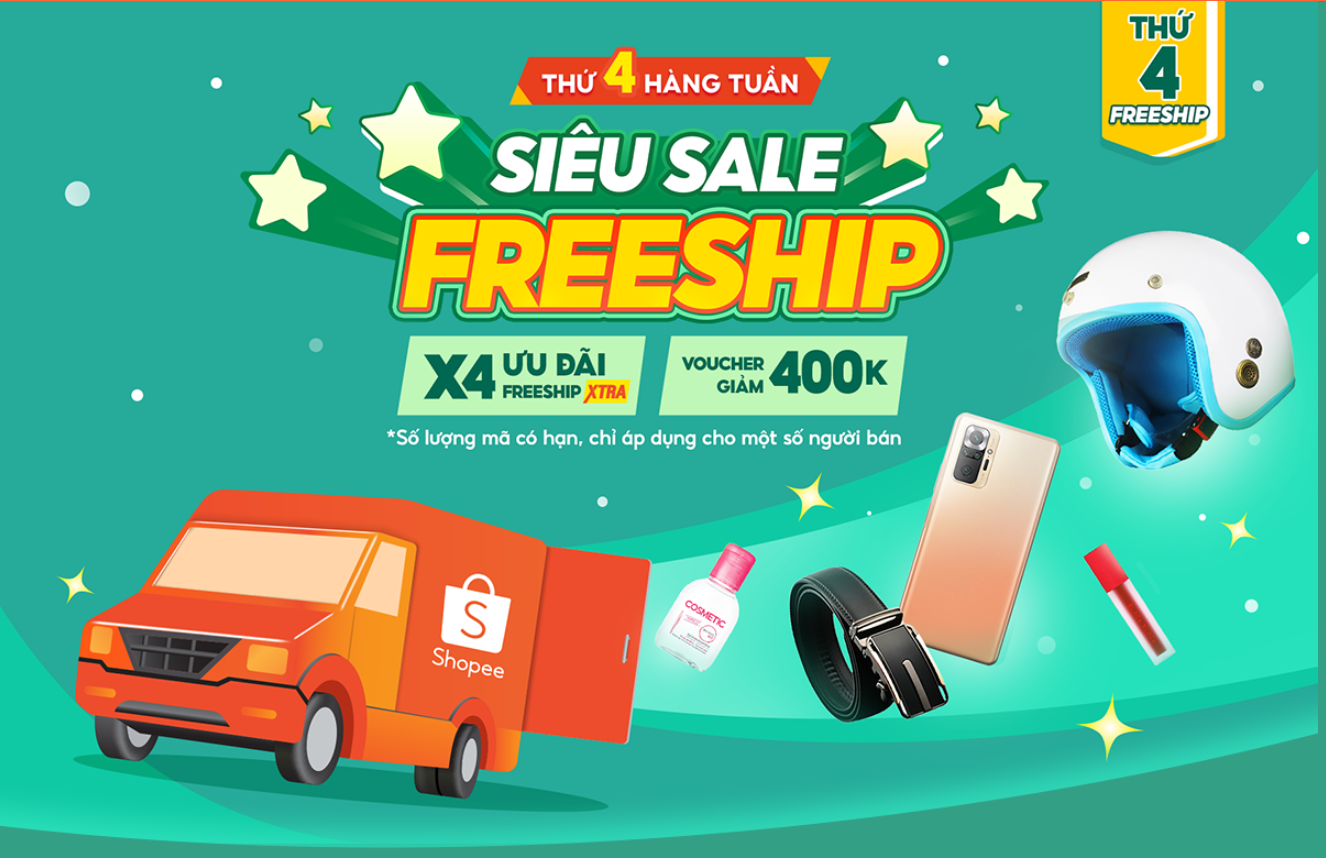 THỨ
4
FREESHIP
THỨ 4 HÀNG TUẦN
SIÊU SALE
FREESHIP
X4 ƯU ĐÃI
FREESHIP XTRA
VOUCHER
GIẢM 400K
*Số lượng mã có hạn, chỉ áp dụng cho một số người bán
S
Shopee
COSMETIC